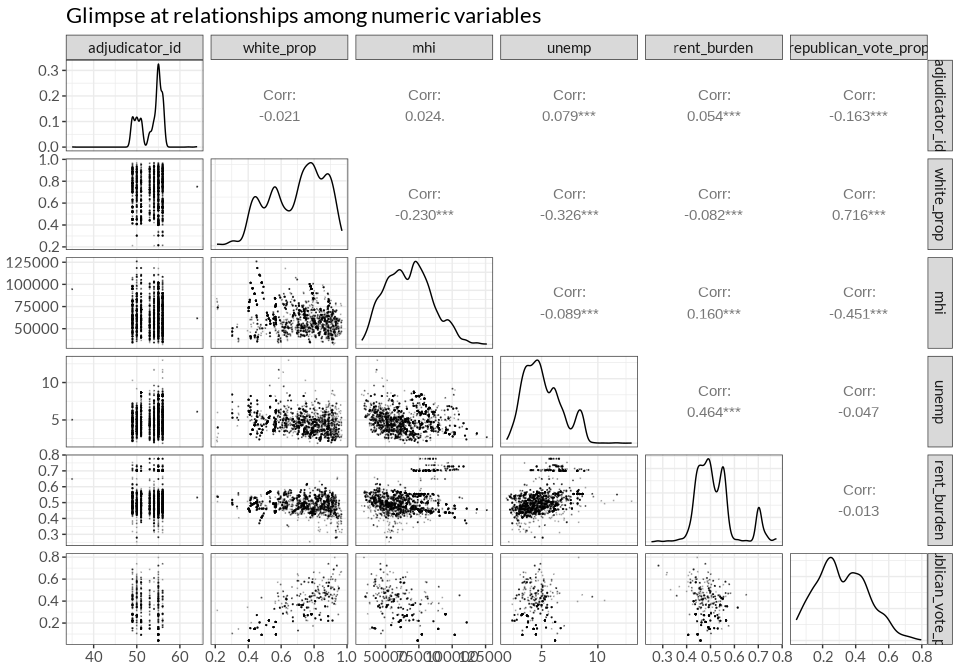 Glimpse at relationships among numeric variables
adjudicator_id white_prop mhi unemp rent_burden republican_vote_prop
0.3
0.2
0.1
0.0
Corr:
-0.021
Corr:
0.024.
Corr:
0.079***
Corr:
0.054***
Corr:
-0.163***
adjudicator_id
1.0
0.8
0.6
0.4
0.2
Corr:
-0.230***
Corr:
-0.326***
Corr:
-0.082***
Corr:
0.716***
white_prop
125000
100000
75000
50000
Corr:
-0.089***
Corr:
0.160***
Corr:
-0.451***
mhi
10
5
Corr:
0.464***
Corr:
-0.047
unemp
0.8
0.7
0.6
0.5
0.4
0.3
Corr:
-0.013
rent_burden
0.8
0.6
0.4
0.2
ublican_vote_p
40 60 0.2 0.4 0.6 0.8 1.0 50000 75000 100000 125000 5 10 0.3 0.4 0.5 0.6 0.7 0.8 0.2 0.4 0.6 0.8